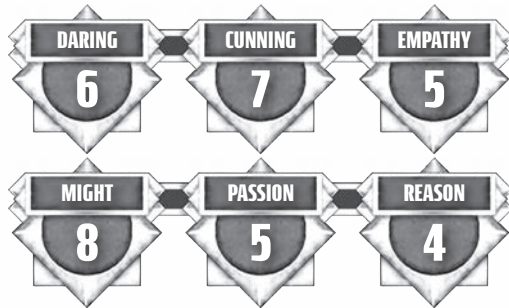 DARING CUNNING EMPATHY
6 7 5
MIGHT PASSION REASON
8 5 4